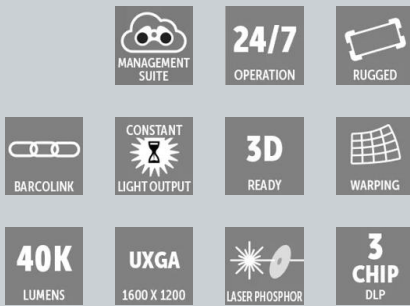 MANAGEMENT
SUITE
24/7
OPERATION
RUGGED
BARCOLINK
CONSTANT
LIGHT OUTPUT
3D
READY
WARPING
40K
LUMENS
UXGA
1600 X 1200
LASER PHOSPHOR
3
CHIP
DLP